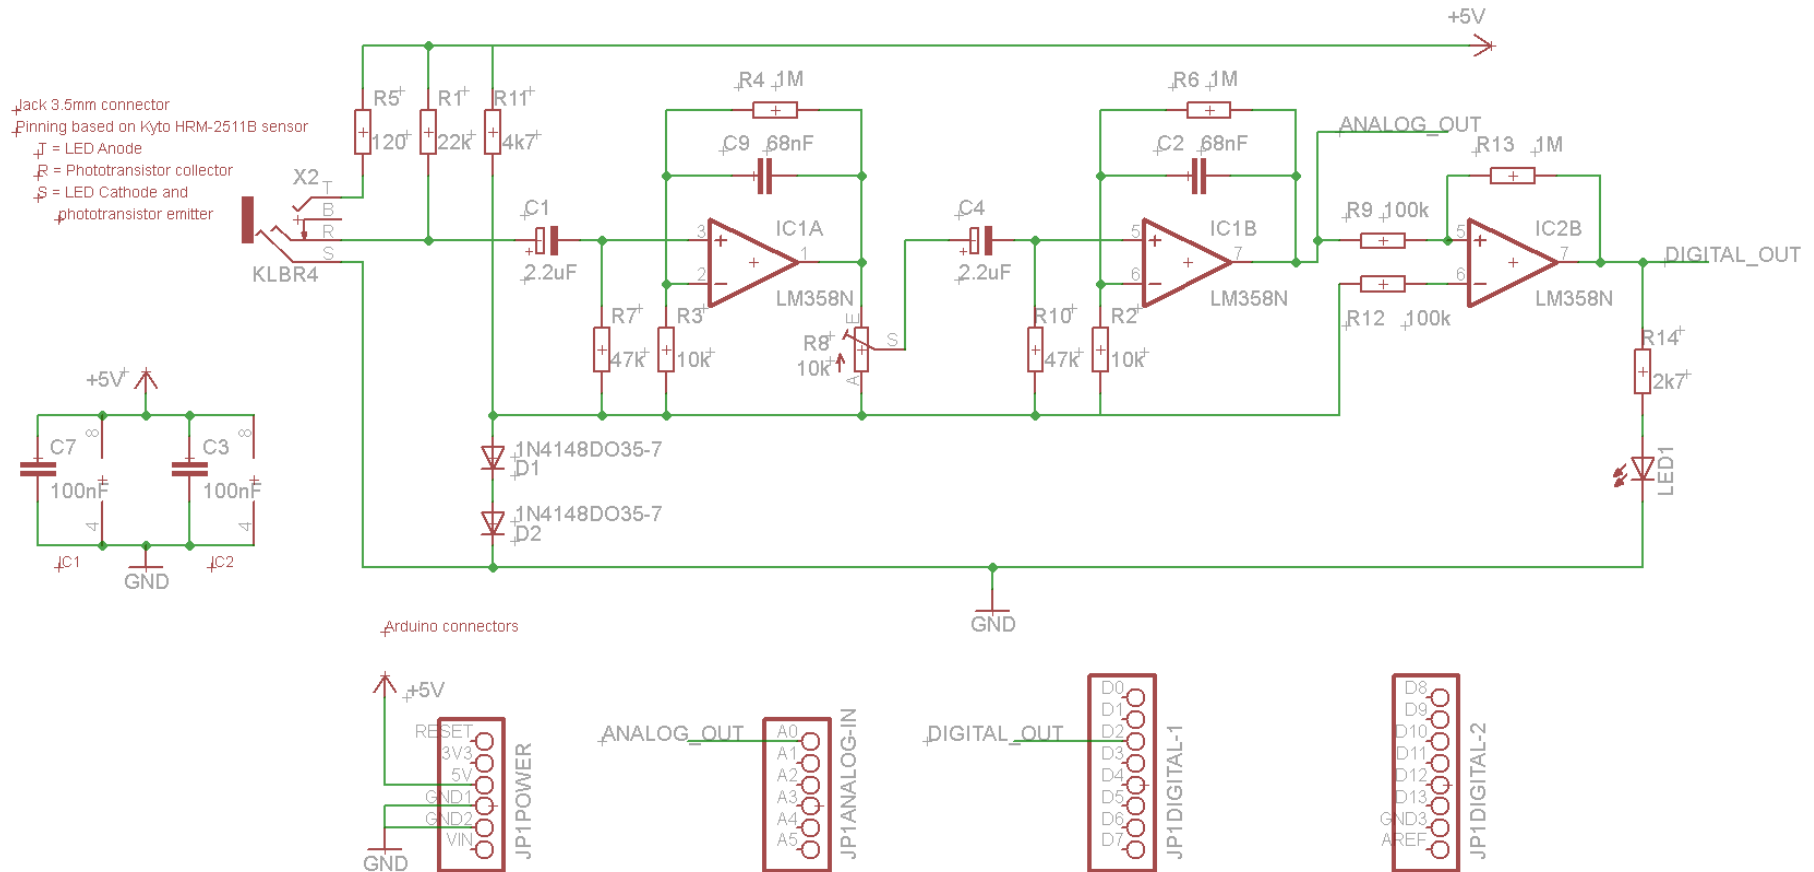 +5V
Jack 3.5mm connector
Pinning based on Kyto HRM-2511B sensor
T = LED Anode
R = Phototransistor collector
S = LED Cathode and
phototransistor emitter
X2
T
B
R
S
KLBR4
R5
120
R1
22k
R11
4k7
C1
2.2uF
R4 1M
C9 68nF
3
2
1
IC1A
LM358N
R7
47k
R3
10k
R8
10k
E
S
A
C4
2.2uF
R6 1M
C2 68nF
5
6
7
IC1B
LM358N
R10
47k
R2
10k
ANALOG_OUT
R13 1M
R9 100k
R12 100k
5
6
7
IC2B
LM358N
DIGITAL_OUT
R14
2k7
LED1
1N4148DO35-7
D1
1N4148DO35-7
D2
GND
+5V
C7
100nF
8
4
IC1
C3
100nF
8
4
IC2
GND
Arduino connectors
+5V
RESET
3V3
5V
GND1
GND2
VIN
JP1POWER
GND
ANALOG_OUT
A0
A1
A2
A3
A4
A5
JP1ANALOG-IN
DIGITAL_OUT
D0
D1
D2
D3
D4
D5
D6
D7
JP1DIGITAL-1
D8
D9
D10
D11
D12
D13
GND3
AREF
JP1DIGITAL-2